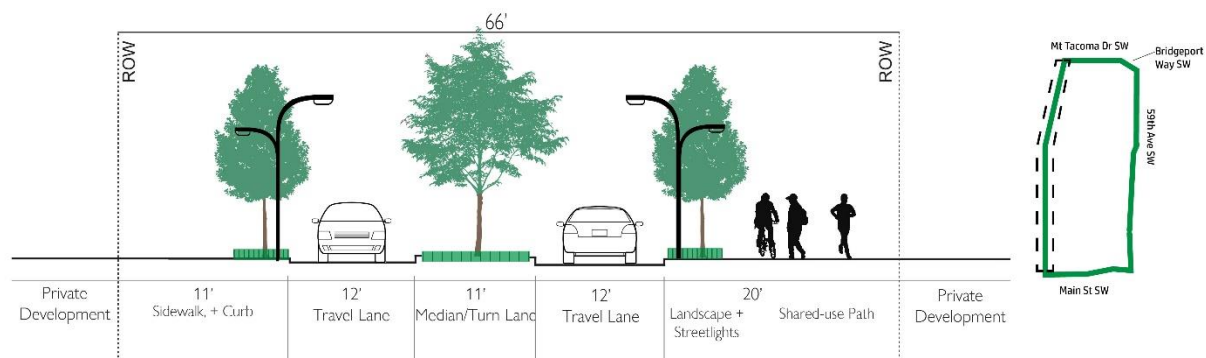 66'
ROW
ROW
11'
12'
11'
12'
20'
Private
Development
Sidewalk, + Curb
Travel Lane
Median/Turn Lane
Travel Lane
Landscape +
Streetlights
Shared-use Path
Private
Development
Mt Tacoma Dr SW
Bridgeport
Way SW
59th Ave SW
Main St SW